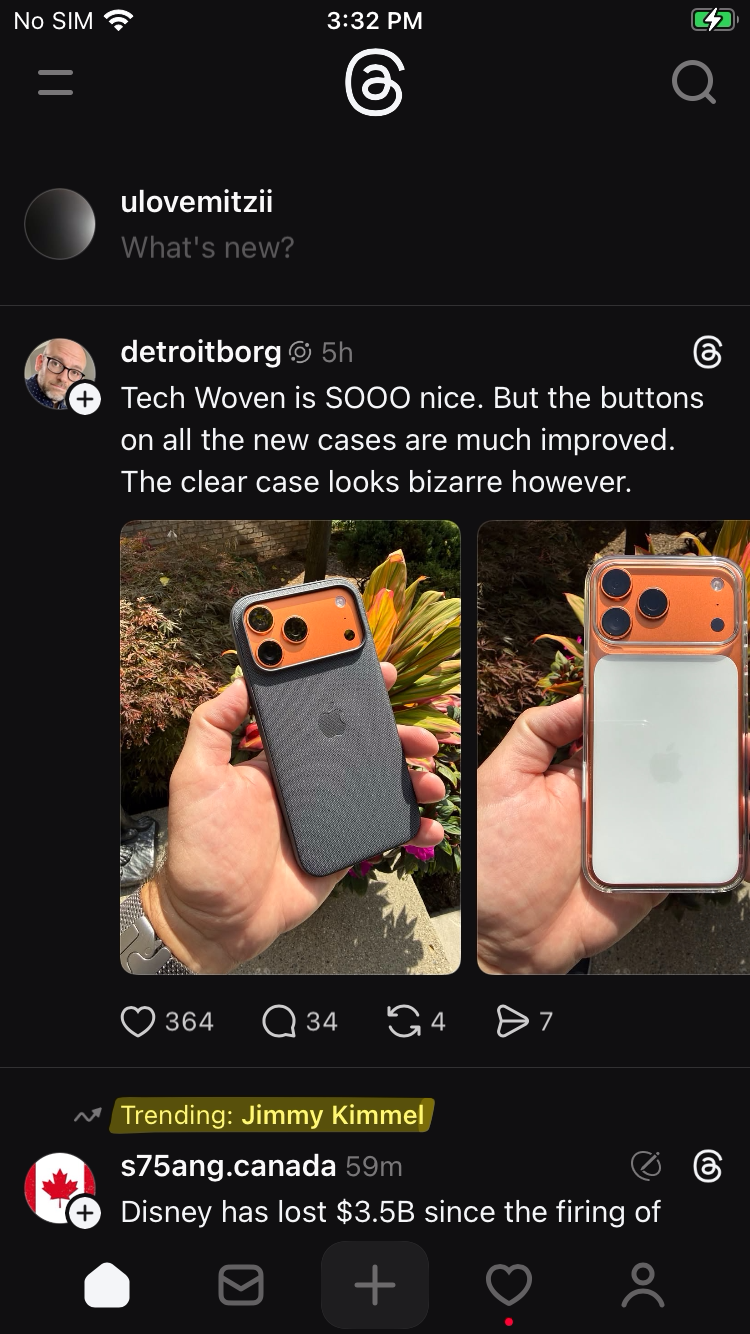 No SIM
3:32 PM
ulovemitzii
What's new?
detroitborg 5h
Tech Woven is SOOO nice. But the buttons
on all the new cases are much improved.
The clear case looks bizarre however.
364 34 4 7
Trending: Jimmy Kimmel
s75ang.canada 59m
Disney has lost $3.5B since the firing of